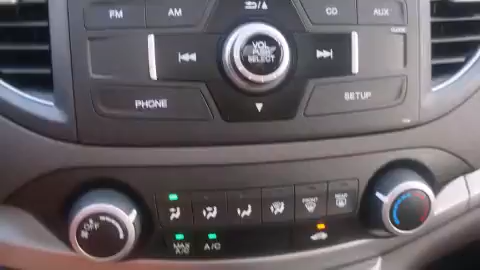 FM AM CD AUX
VOL
PUSH
SELECT
PHONE SETUP
OFF
FRONT REAR
MAX
A/C A/C